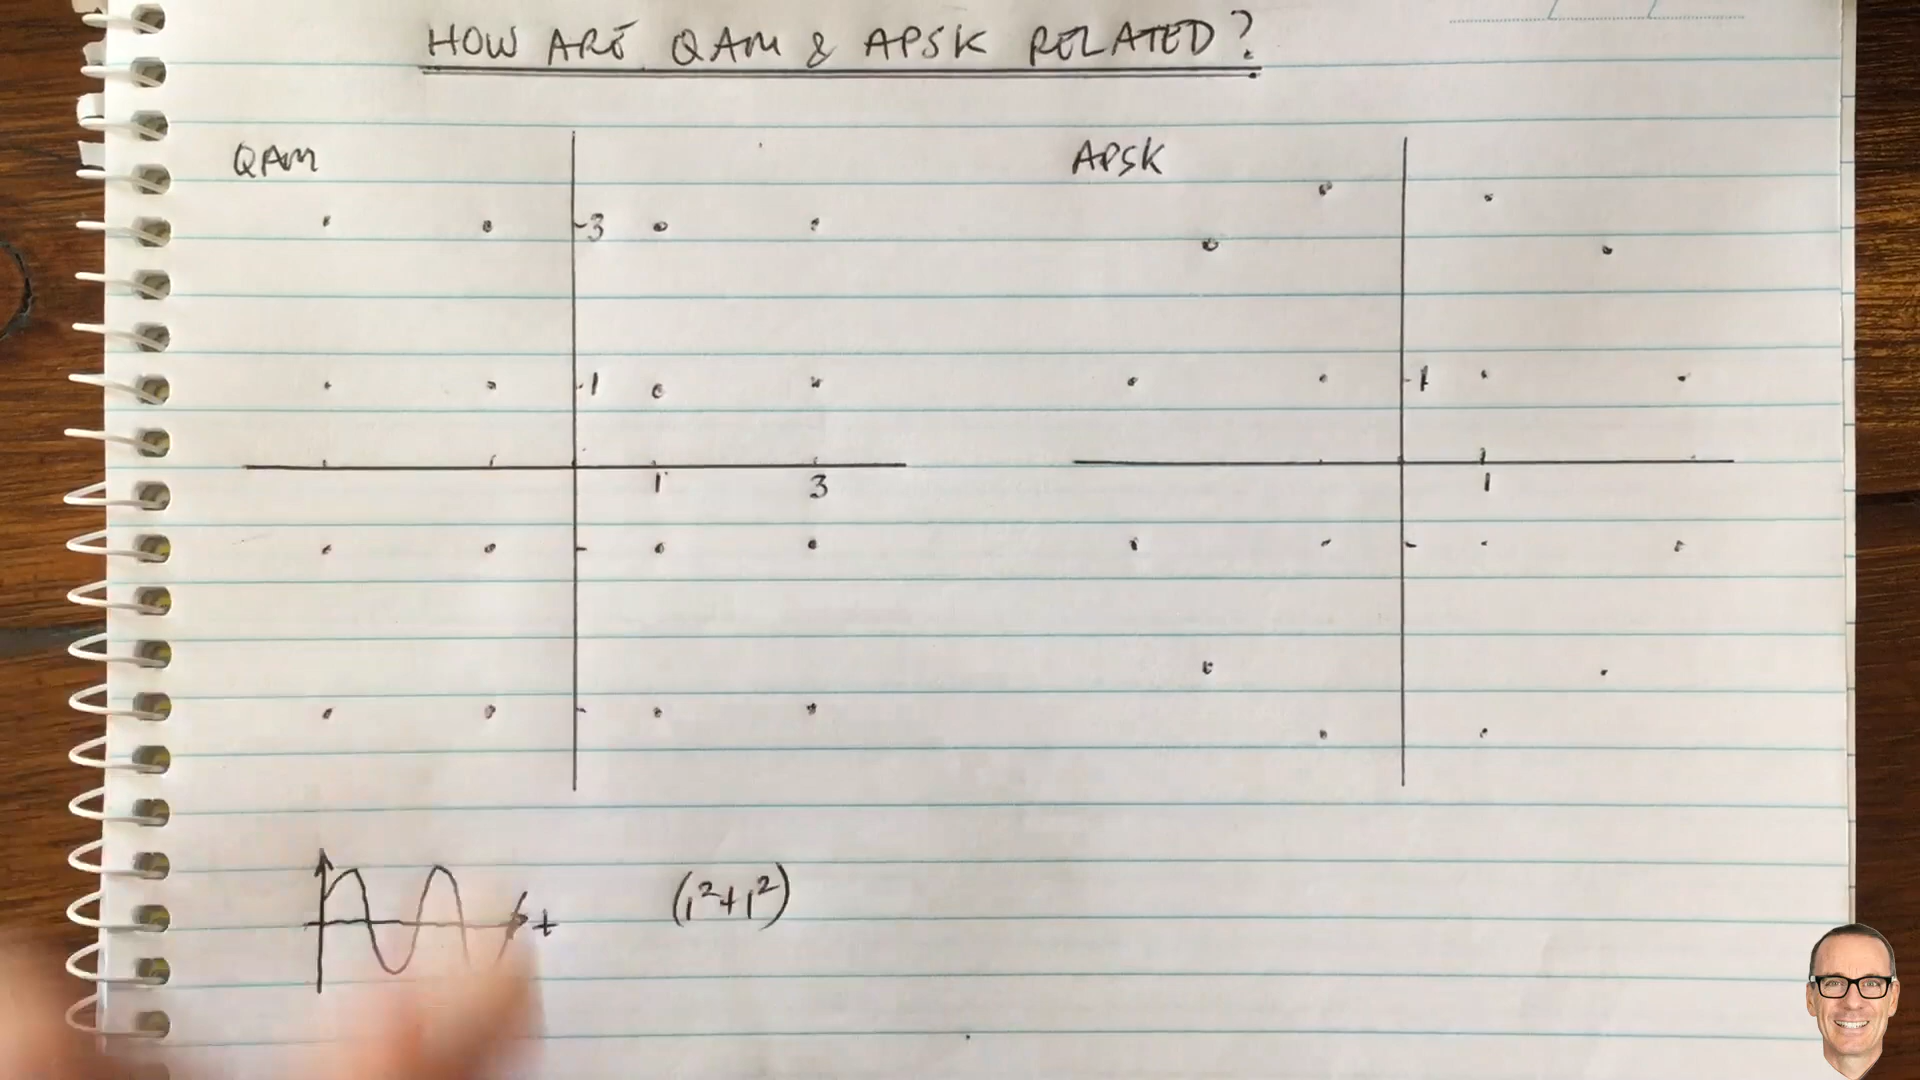 HOW ARE QAM & APSK RELATED?
QAM
APSK
3
1
1
1 3
1
t
(1²+1²)